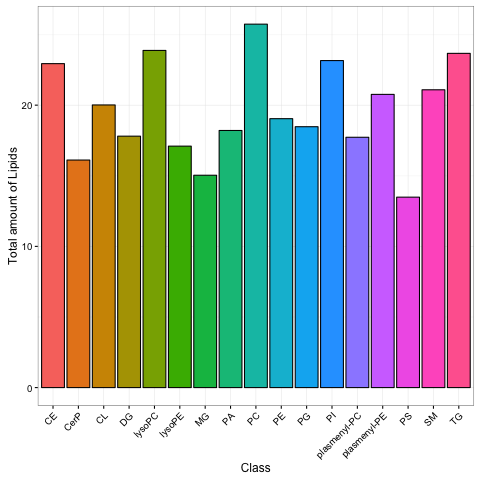 Total amount of Lipids
20
10
0
CE
CerP
CL
DG
lysoPC
lysoPE
MG
PA
PC
PE
PG
PI
plasmenyl-PC
plasmenyl-PE
PS
SM
TG
Class